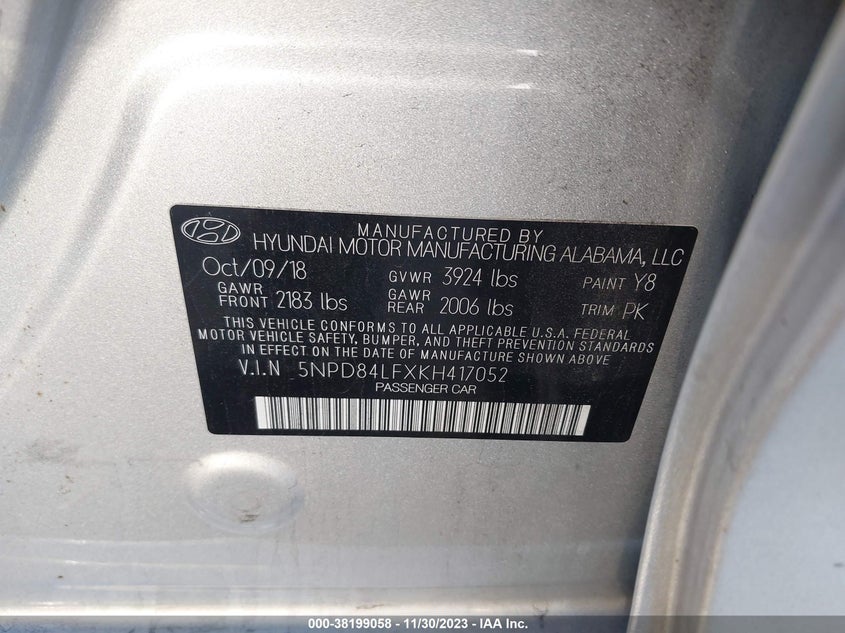 MANUFACTURED BY
HYUNDAI MOTOR MANUFACTURING ALABAMA, LLC
Oct/09/18 GVWR 3924 lbs PAINT Y8
GAWR FRONT 2183 lbs GAWR REAR 2006 lbs TRIM PK
THIS VEHICLE CONFORMS TO ALL APPLICABLE U.S.A. FEDERAL
MOTOR VEHICLE SAFETY, BUMPER, AND THEFT PREVENTION STANDARDS
IN EFFECT ON THE DATE OF MANUFACTURE SHOWN ABOVE
V.I.N 5NPD84LFXKH417052
PASSENGER CAR
000-38199058 - 11/30/2023 - IAA Inc.